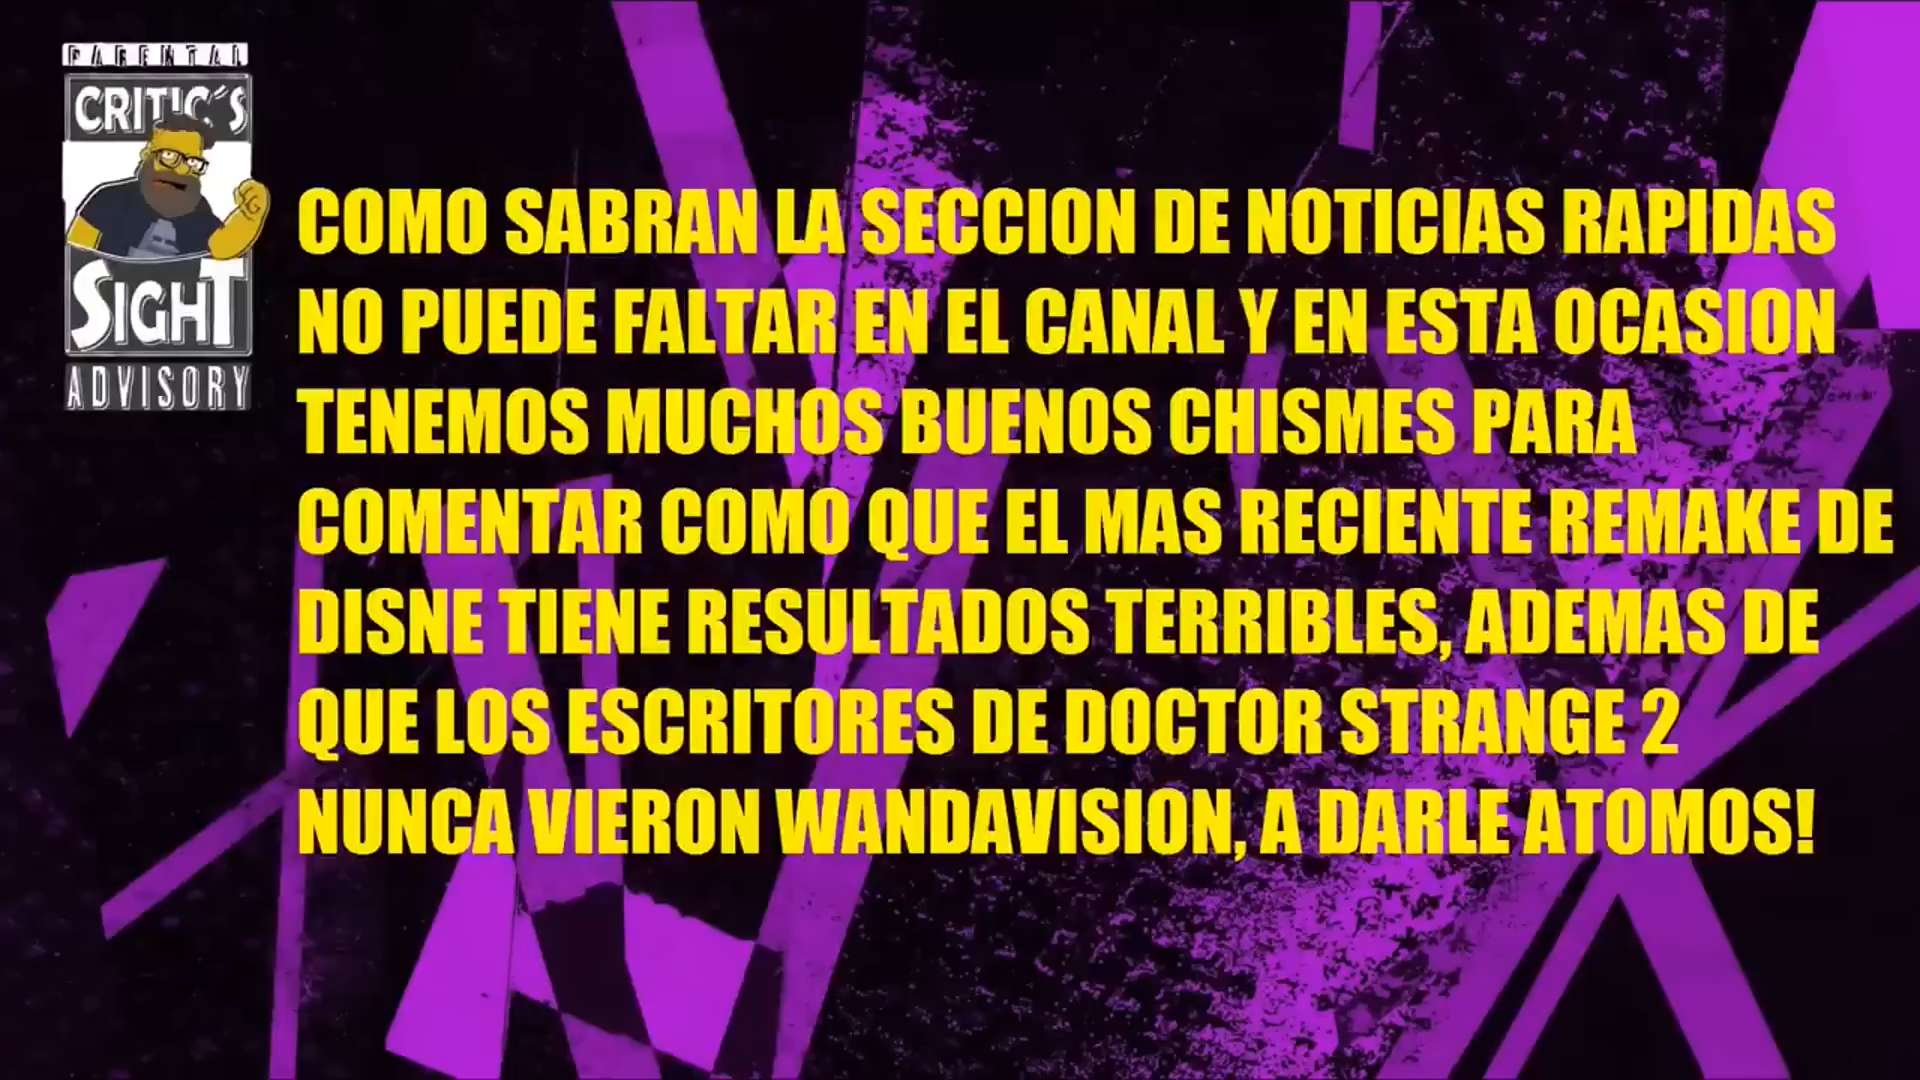 PARENTAL
CRITIC´S
SIGHT
ADVISORY
COMO SABRAN LA SECCION DE NOTICIAS RAPIDAS
NO PUEDE FALTAR EN EL CANAL Y EN ESTA OCASION
TENEMOS MUCHOS BUENOS CHISMES PARA
COMENTAR COMO QUE EL MAS RECIENTE REMAKE DE
DISNE TIENE RESULTADOS TERRIBLES, ADEMAS DE
QUE LOS ESCRITORES DE DOCTOR STRANGE 2
NUNCA VIERON WANDAVISION, A DARLE ATOMOS!